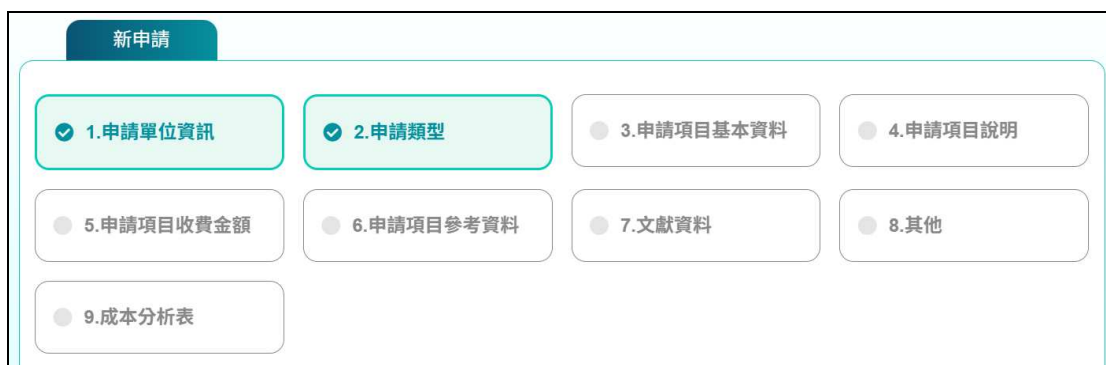 新申請
1.申請單位資訊
2.申請類型
3.申請項目基本資料
4.申請項目說明
5.申請項目收費金額
6.申請項目參考資料
7.文獻資料
8.其他
9.成本分析表